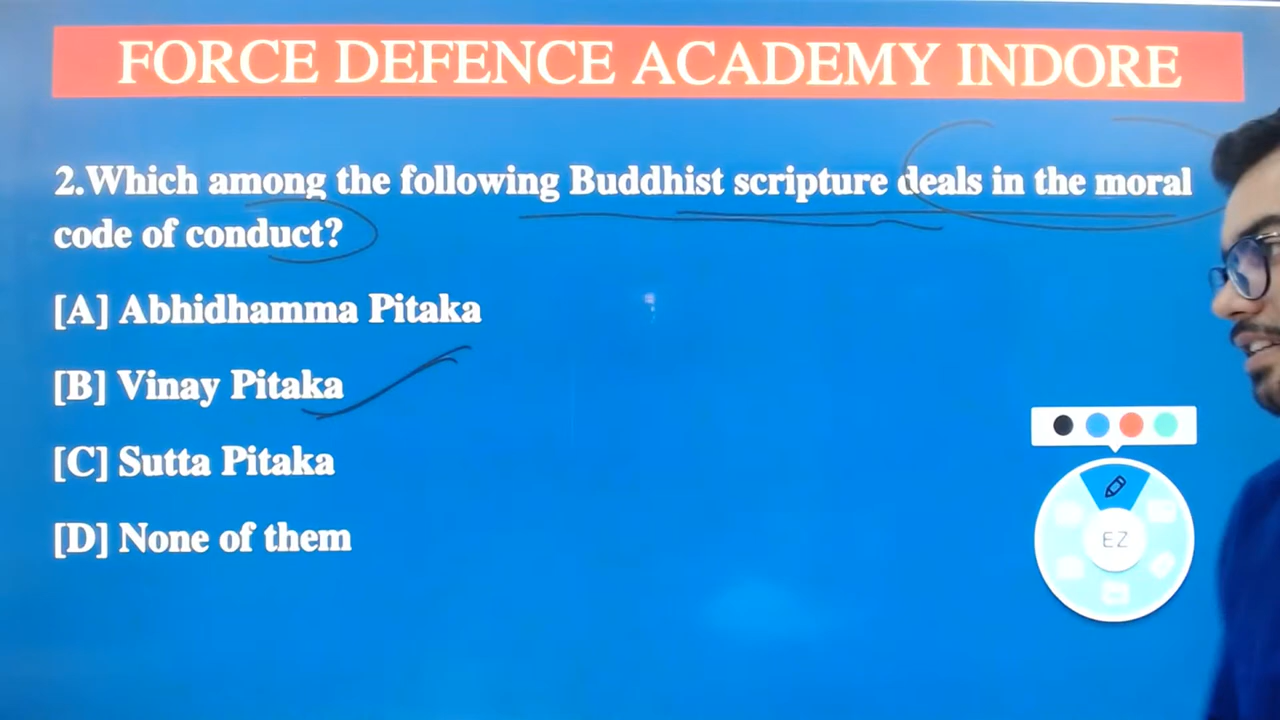 FORCE DEFENCE ACADEMY INDORE
2.Which among the following Buddhist scripture deals in the moral
code of conduct?
[A] Abhidhamma Pitaka
[B] Vinay Pitaka
[C] Sutta Pitaka
[D] None of them
EZ